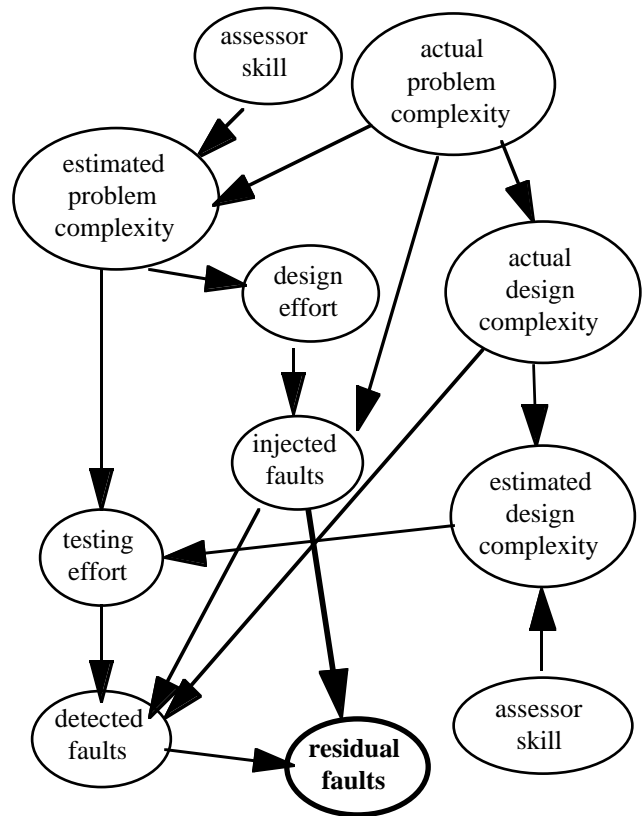 assessor
skill
actual
problem
complexity
estimated
problem
complexity
design
effort
actual
design
complexity
injected
faults
estimated
design
complexity
testing
effort
detected
faults
residual
faults
assessor
skill